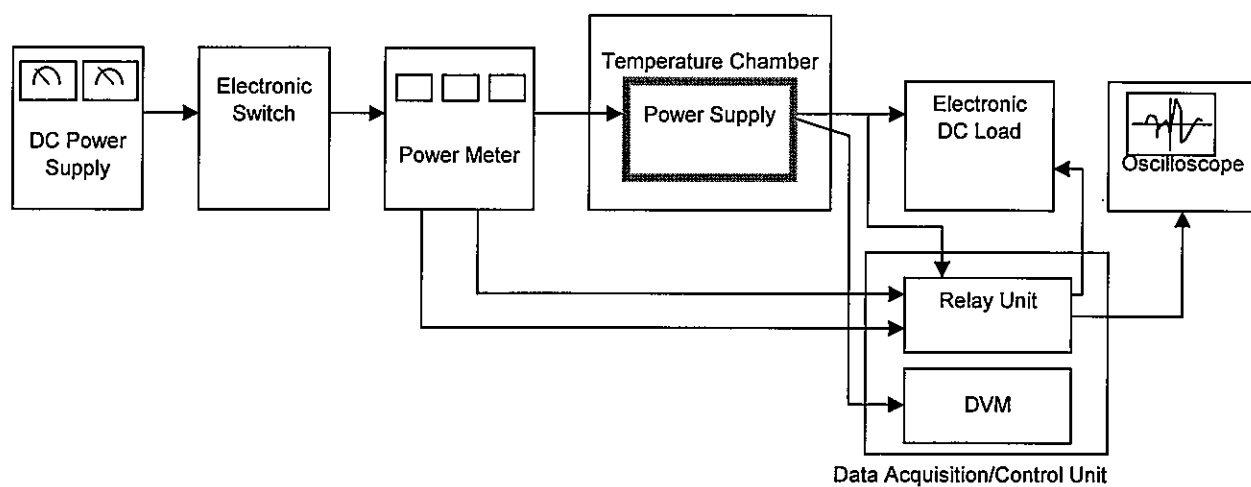 DC Power
Supply
Electronic
Switch
Power Meter
Temperature Chamber
Power Supply
Electronic
DC Load
Oscilloscope
Relay Unit
DVM
Data Acquisition/Control Unit